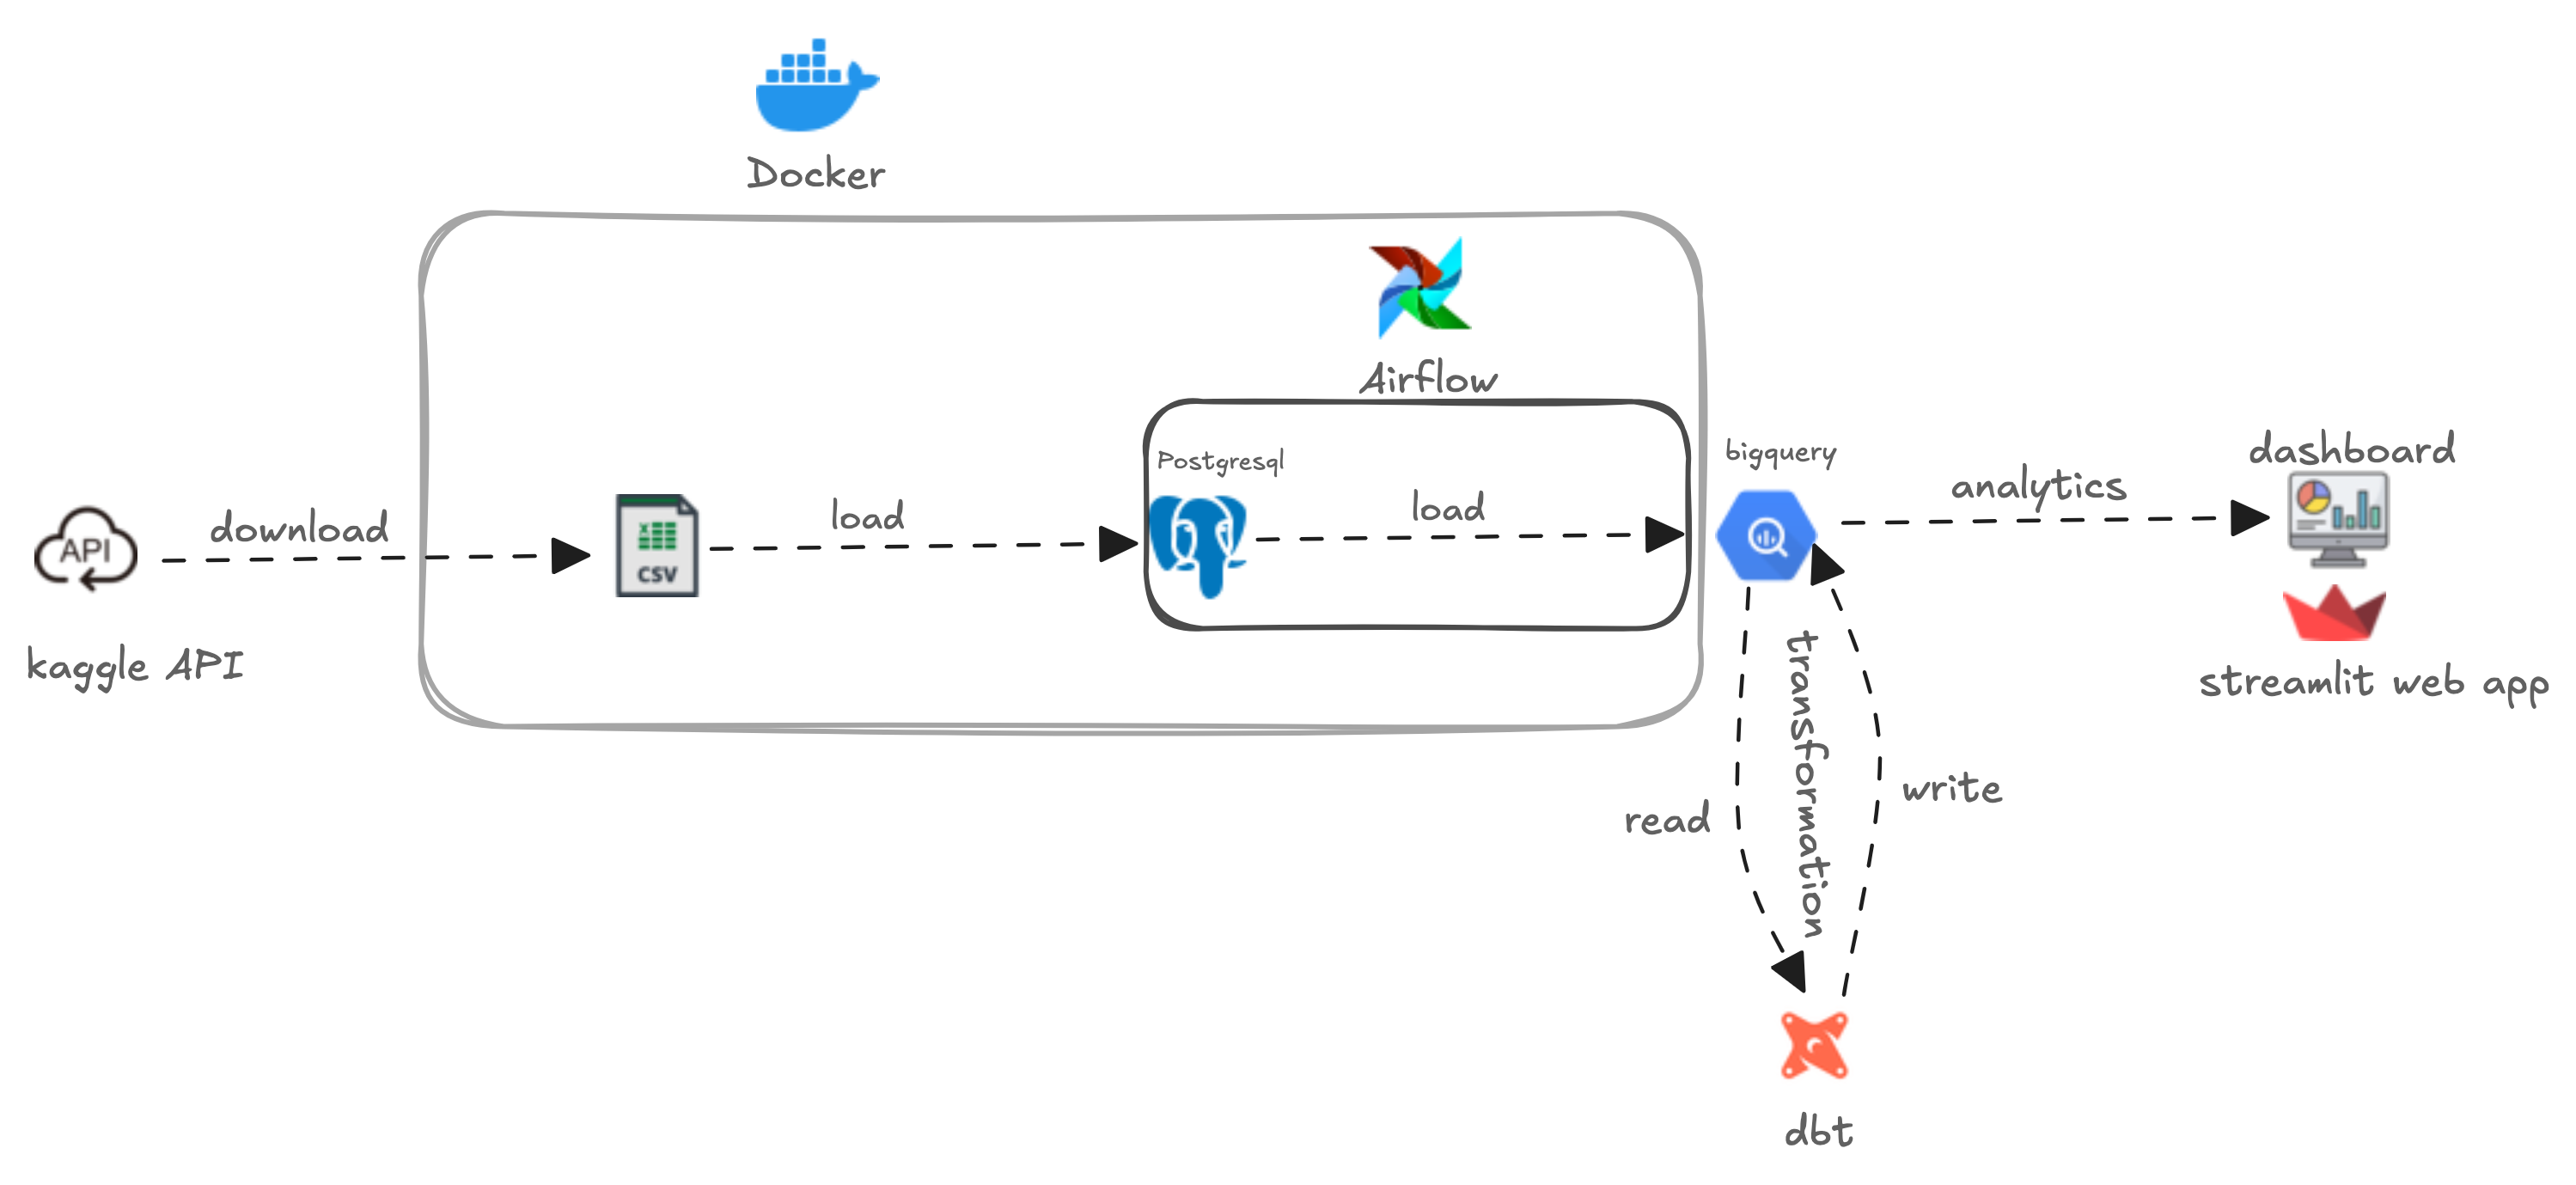 Docker
Airflow
Postgresql
bigquery
dashboard
API
download
CSV
load
load
analytics
kaggle API
streamlit web app
transformation
read
write
dbt